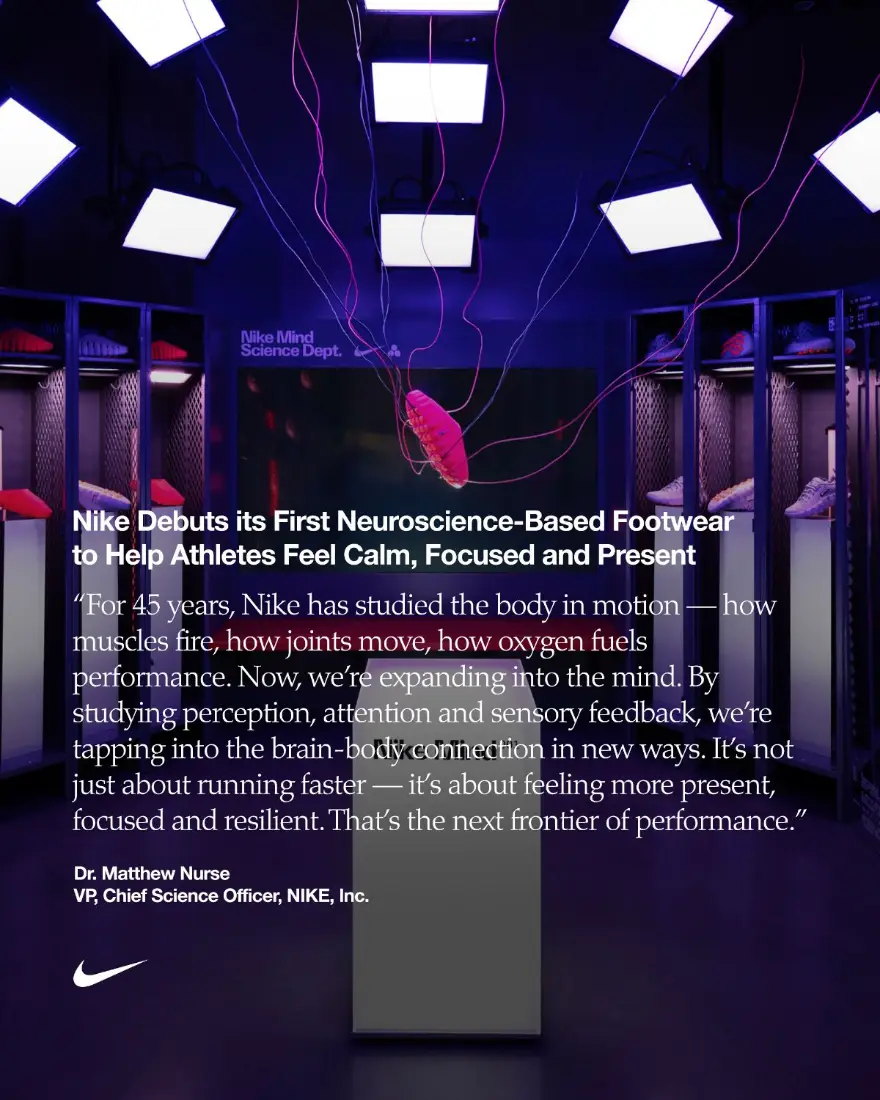 Nike Mind
Science Dept.
Nike Debuts its First Neuroscience-Based Footwear
to Help Athletes Feel Calm, Focused and Present
“For 45 years, Nike has studied the body in motion — how
muscles fire, how joints move, how oxygen fuels
performance. Now, we’re expanding into the mind. By
studying perception, attention and sensory feedback, we’re
tapping into the brain-body connection in new ways. It’s not
just about running faster — it’s about feeling more present,
focused and resilient. That’s the next frontier of performance.”
Nike Mind
Dr. Matthew Nurse
VP, Chief Science Officer, NIKE, Inc.